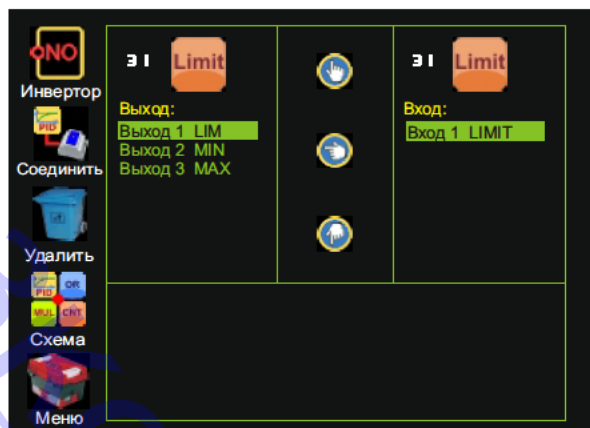 NO
Инвертор
PID
Соединить
Удалить
PID OR
MUL CNT
Схема
Меню
31 Limit
Выход:
Выход 1 LIM
Выход 2 MIN
Выход 3 MAX
31 Limit
Вход:
Вход 1 LIMIT